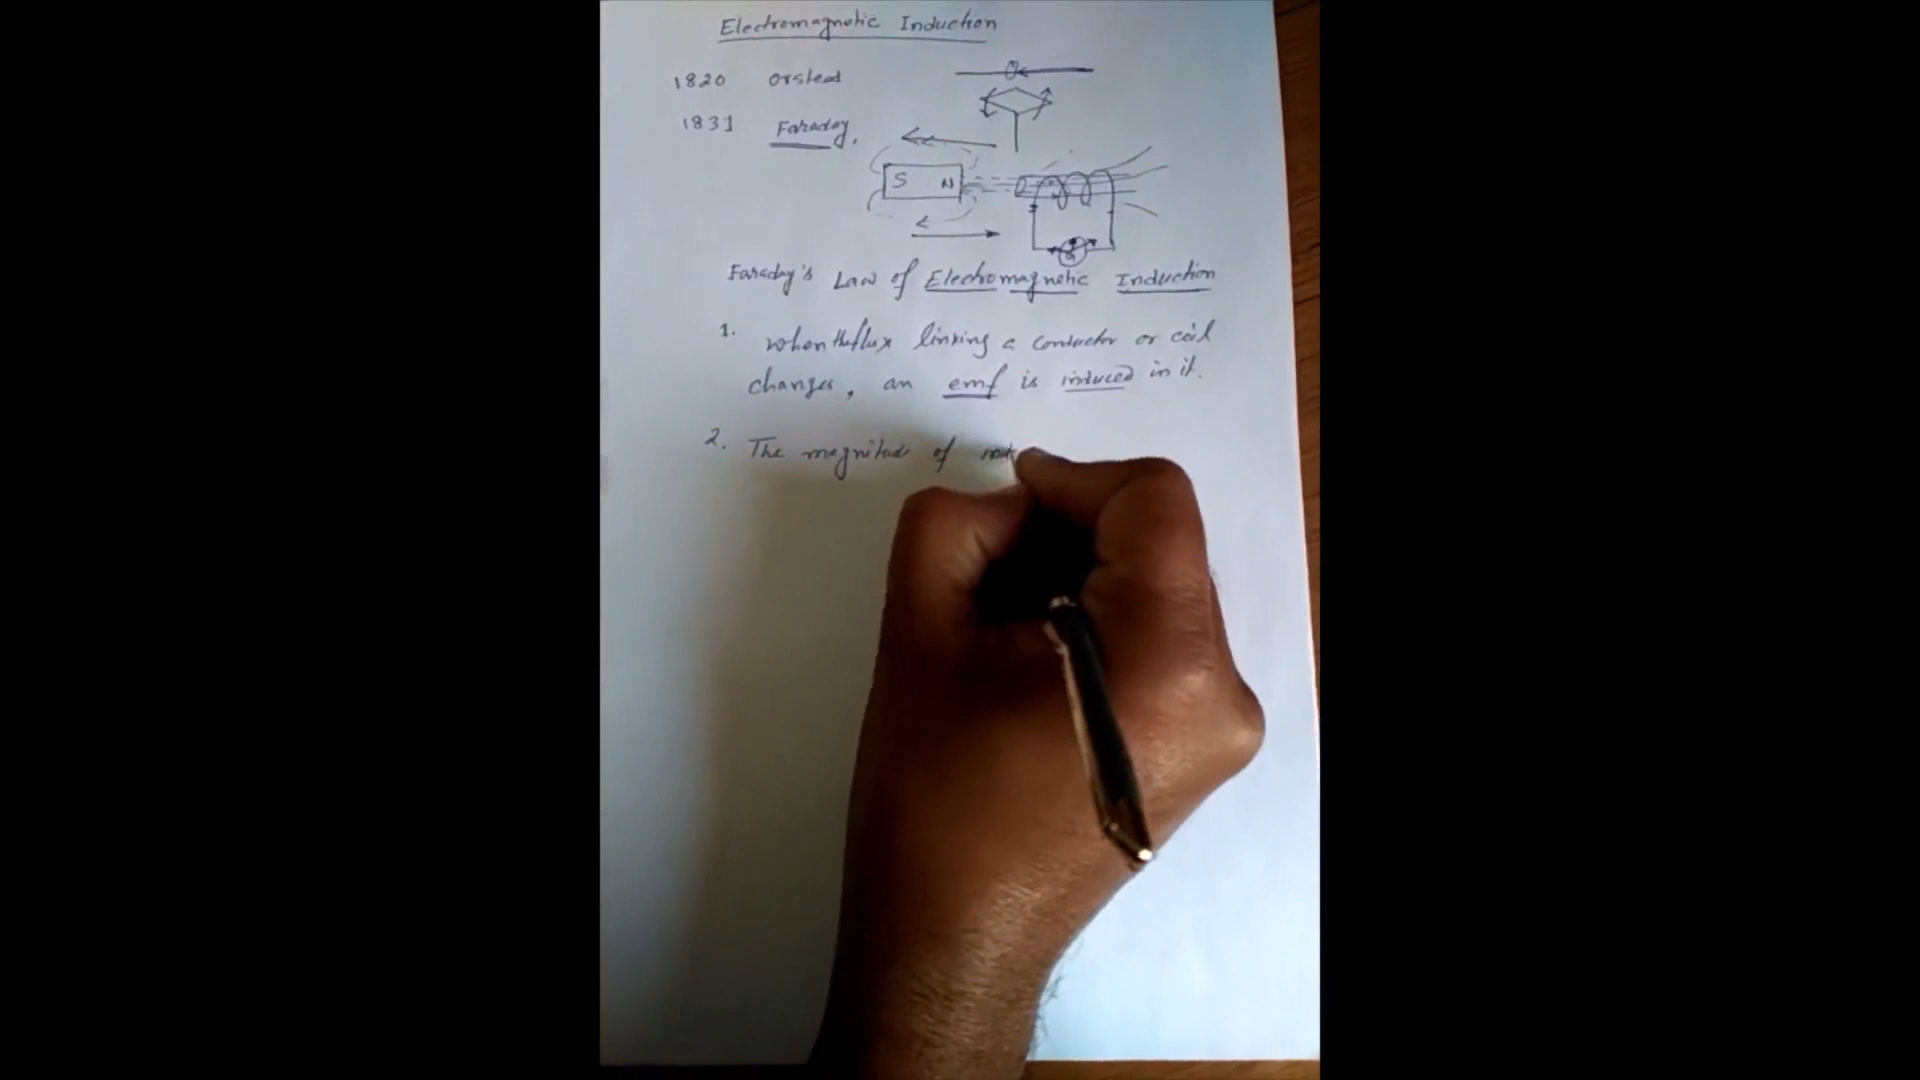 Electromagnetic Induction
1820 Orstead
1831 Faraday.
S N
G
Faraday's Law of Electromagnetic Induction
1. when the flux linking a conductor or coil
changes, an emf is induced in it.
2. The magnitude of